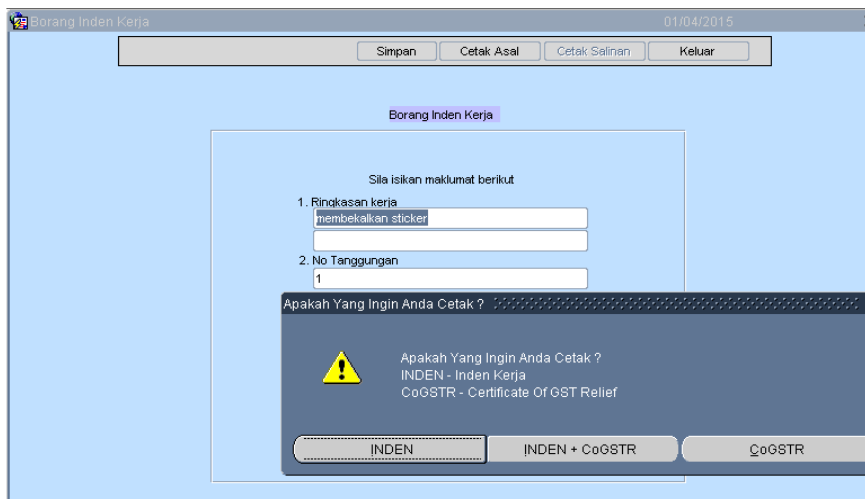 Borang Inden Kerja 01/04/2015
Simpan Cetak Asal Cetak Salinan Keluar
Borang Inden Kerja
Sila isikan maklumat berikut
1. Ringkasan kerja
membekalkan sticker
2. No Tanggungan
1
Apakah Yang Ingin Anda Cetak ?
Apakah Yang Ingin Anda Cetak ?
INDEN - Inden Kerja
CoGSTR - Certificate Of GST Relief
INDEN INDEN + CoGSTR CoGSTR